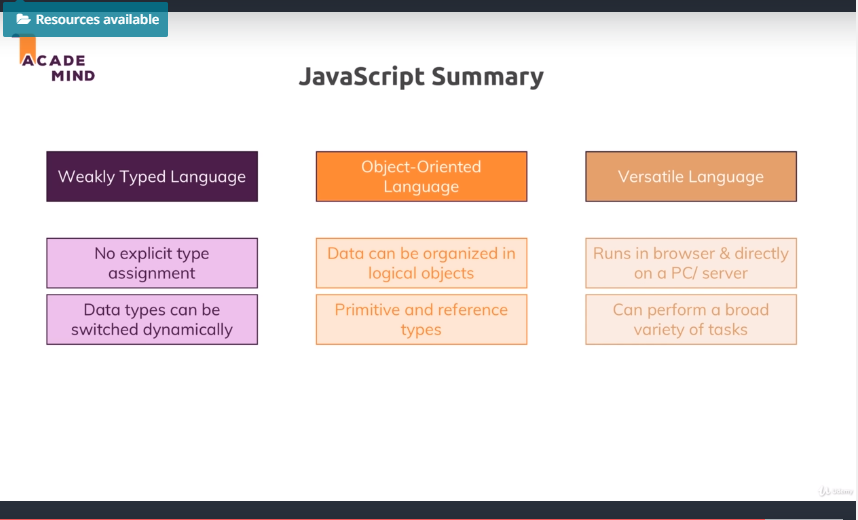 Resources available
ACADE
MIND
JavaScript Summary
Weakly Typed Language
Object-Oriented
Language
Versatile Language
No explicit type
assignment
Data can be organized in
logical objects
Runs in browser & directly
on a PC/ server
Data types can be
switched dynamically
Primitive and reference
types
Can perform a broad
variety of tasks
Udemy